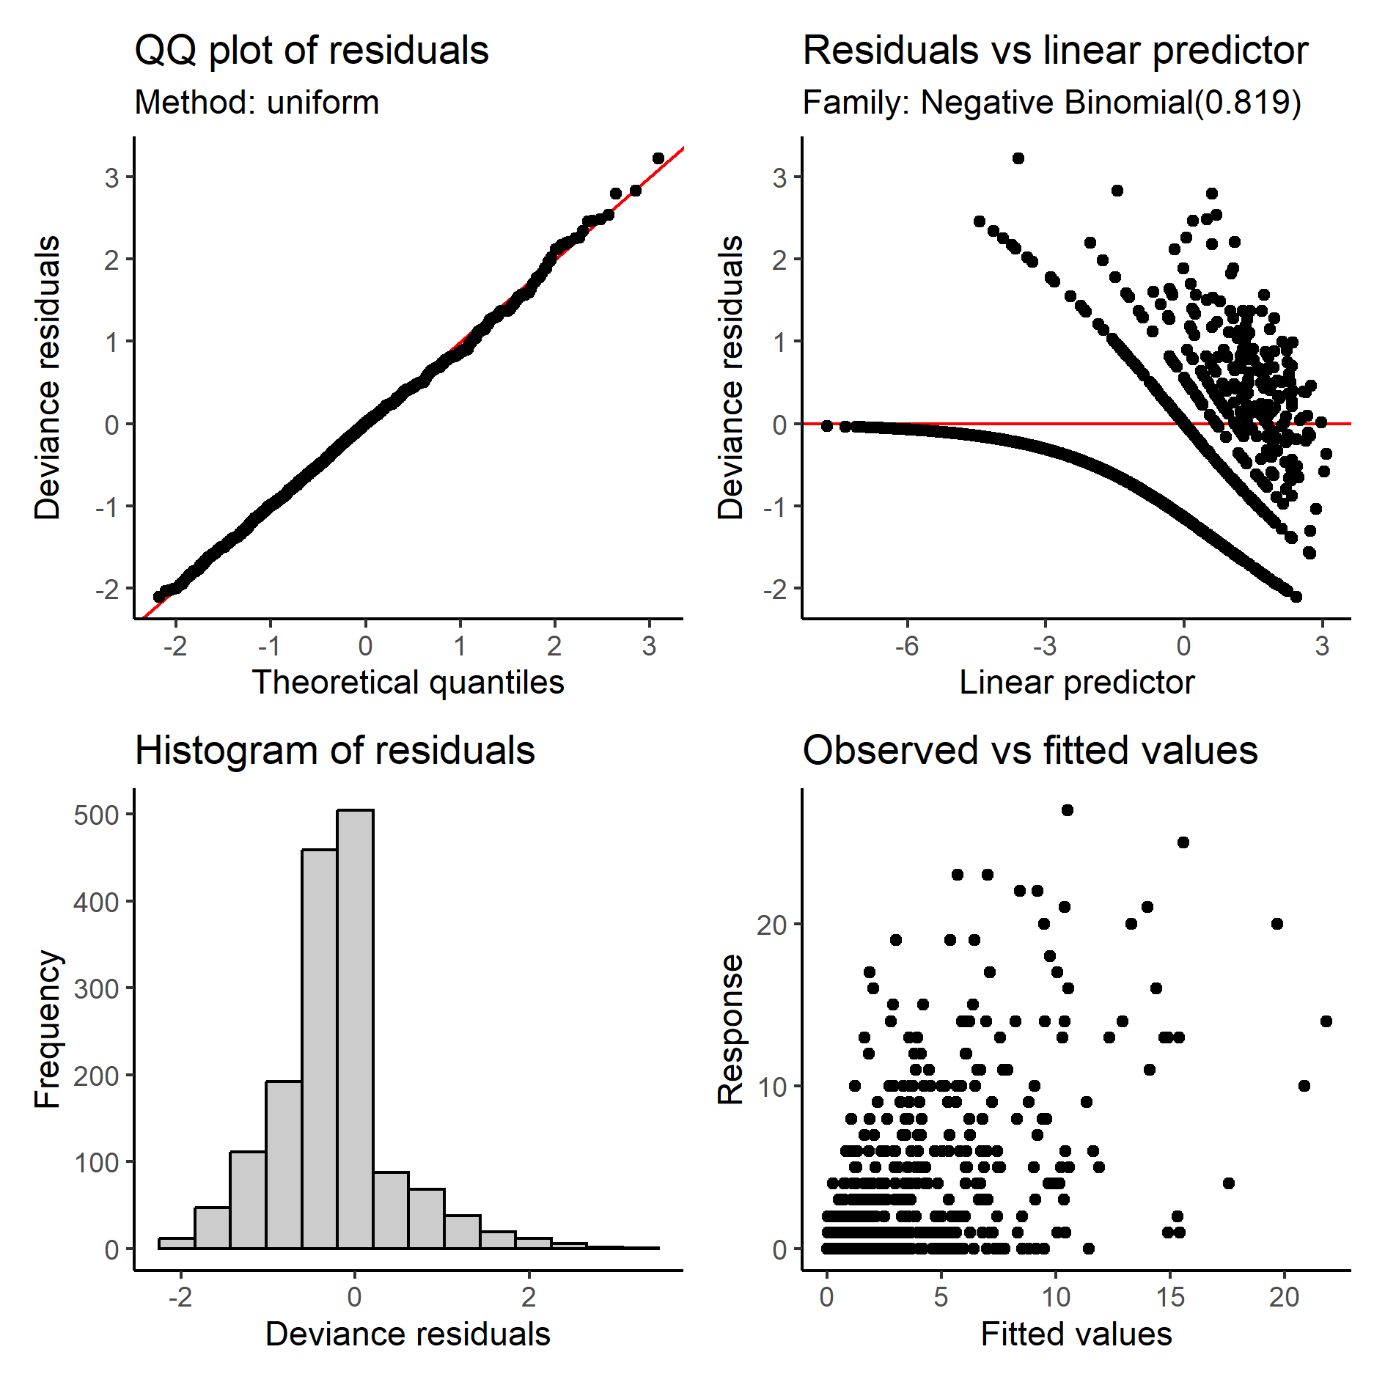 QQ plot of residuals
Method: uniform
Deviance residuals
3
2
1
0
-1
-2
-2 -1 0 1 2 3
Theoretical quantiles
Residuals vs linear predictor
Family: Negative Binomial(0.819)
Deviance residuals
3
2
1
0
-1
-2
-6 -3 0 3
Linear predictor
Histogram of residuals
Frequency
500
400
300
200
100
0
-2 0 2
Deviance residuals
Observed vs fitted values
Response
20
10
0
0 5 10 15 20
Fitted values